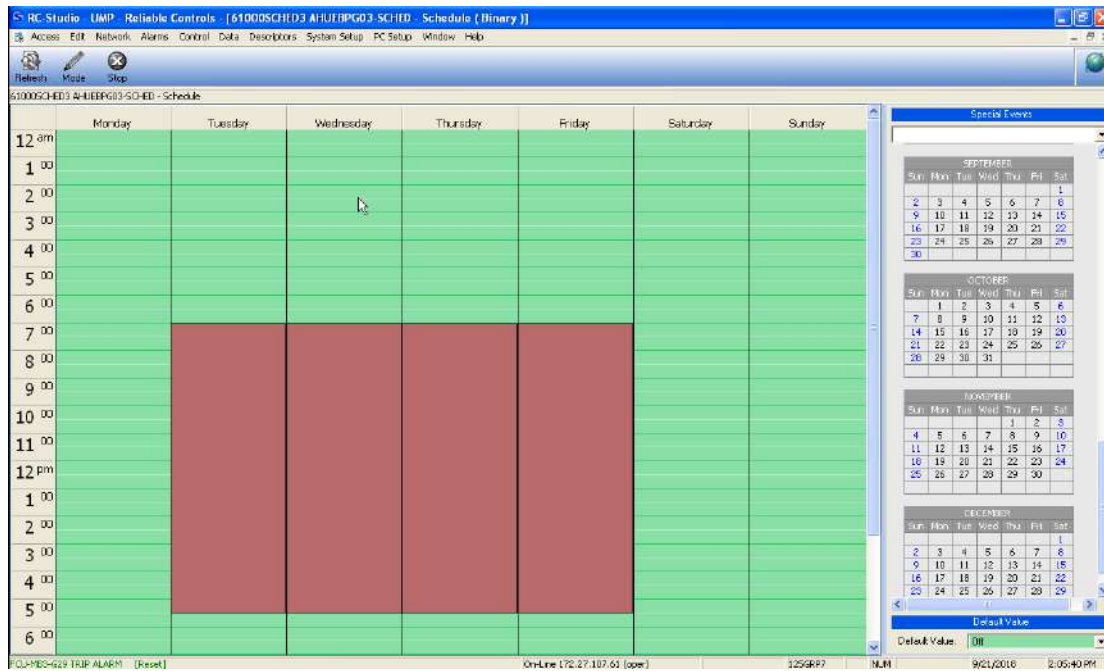 RC-Studio - UMP - Reliable Controls - [61000SCHED3 AHUEBPG03-SCHED - Schedule ( Binary )]
Access Edit Network Alarms Control Data Descriptors System Setup PC Setup Window Help
Refresh Mode Stop
61000SCHED3 AHUEBPG03-SCHED - Schedule
Monday Tuesday Wednesday Thursday Friday Saturday Sunday
12 am
1 00
2 00
3 00
4 00
5 00
6 00
7 00
8 00
9 00
10 00
11 00
12 pm
1 00
2 00
3 00
4 00
5 00
6 00
Special Events
SEPTEMBER
Sun Mon Tue Wed Thu Fri Sat
1
2 3 4 5 6 7 8
9 10 11 12 13 14 15
16 17 18 19 20 21 22
23 24 25 26 27 28 29
30
OCTOBER
Sun Mon Tue Wed Thu Fri Sat
1 2 3 4 5 6
7 8 9 10 11 12 13
14 15 16 17 18 19 20
21 22 23 24 25 26 27
28 29 30 31
NOVEMBER
Sun Mon Tue Wed Thu Fri Sat
1 2 3
4 5 6 7 8 9 10
11 12 13 14 15 16 17
18 19 20 21 22 23 24
25 26 27 28 29 30
DECEMBER
Sun Mon Tue Wed Thu Fri Sat
1
2 3 4 5 6 7 8
9 10 11 12 13 14 15
16 17 18 19 20 21 22
23 24 25 26 27 28 29
Default Value
Default Value: Off
FCU-MB3-G29 TRIP ALARM [Reset] On-Line 172.27.107.61 (oper) 125GRP7 NUM 9/21/2018 2:05:40 PM